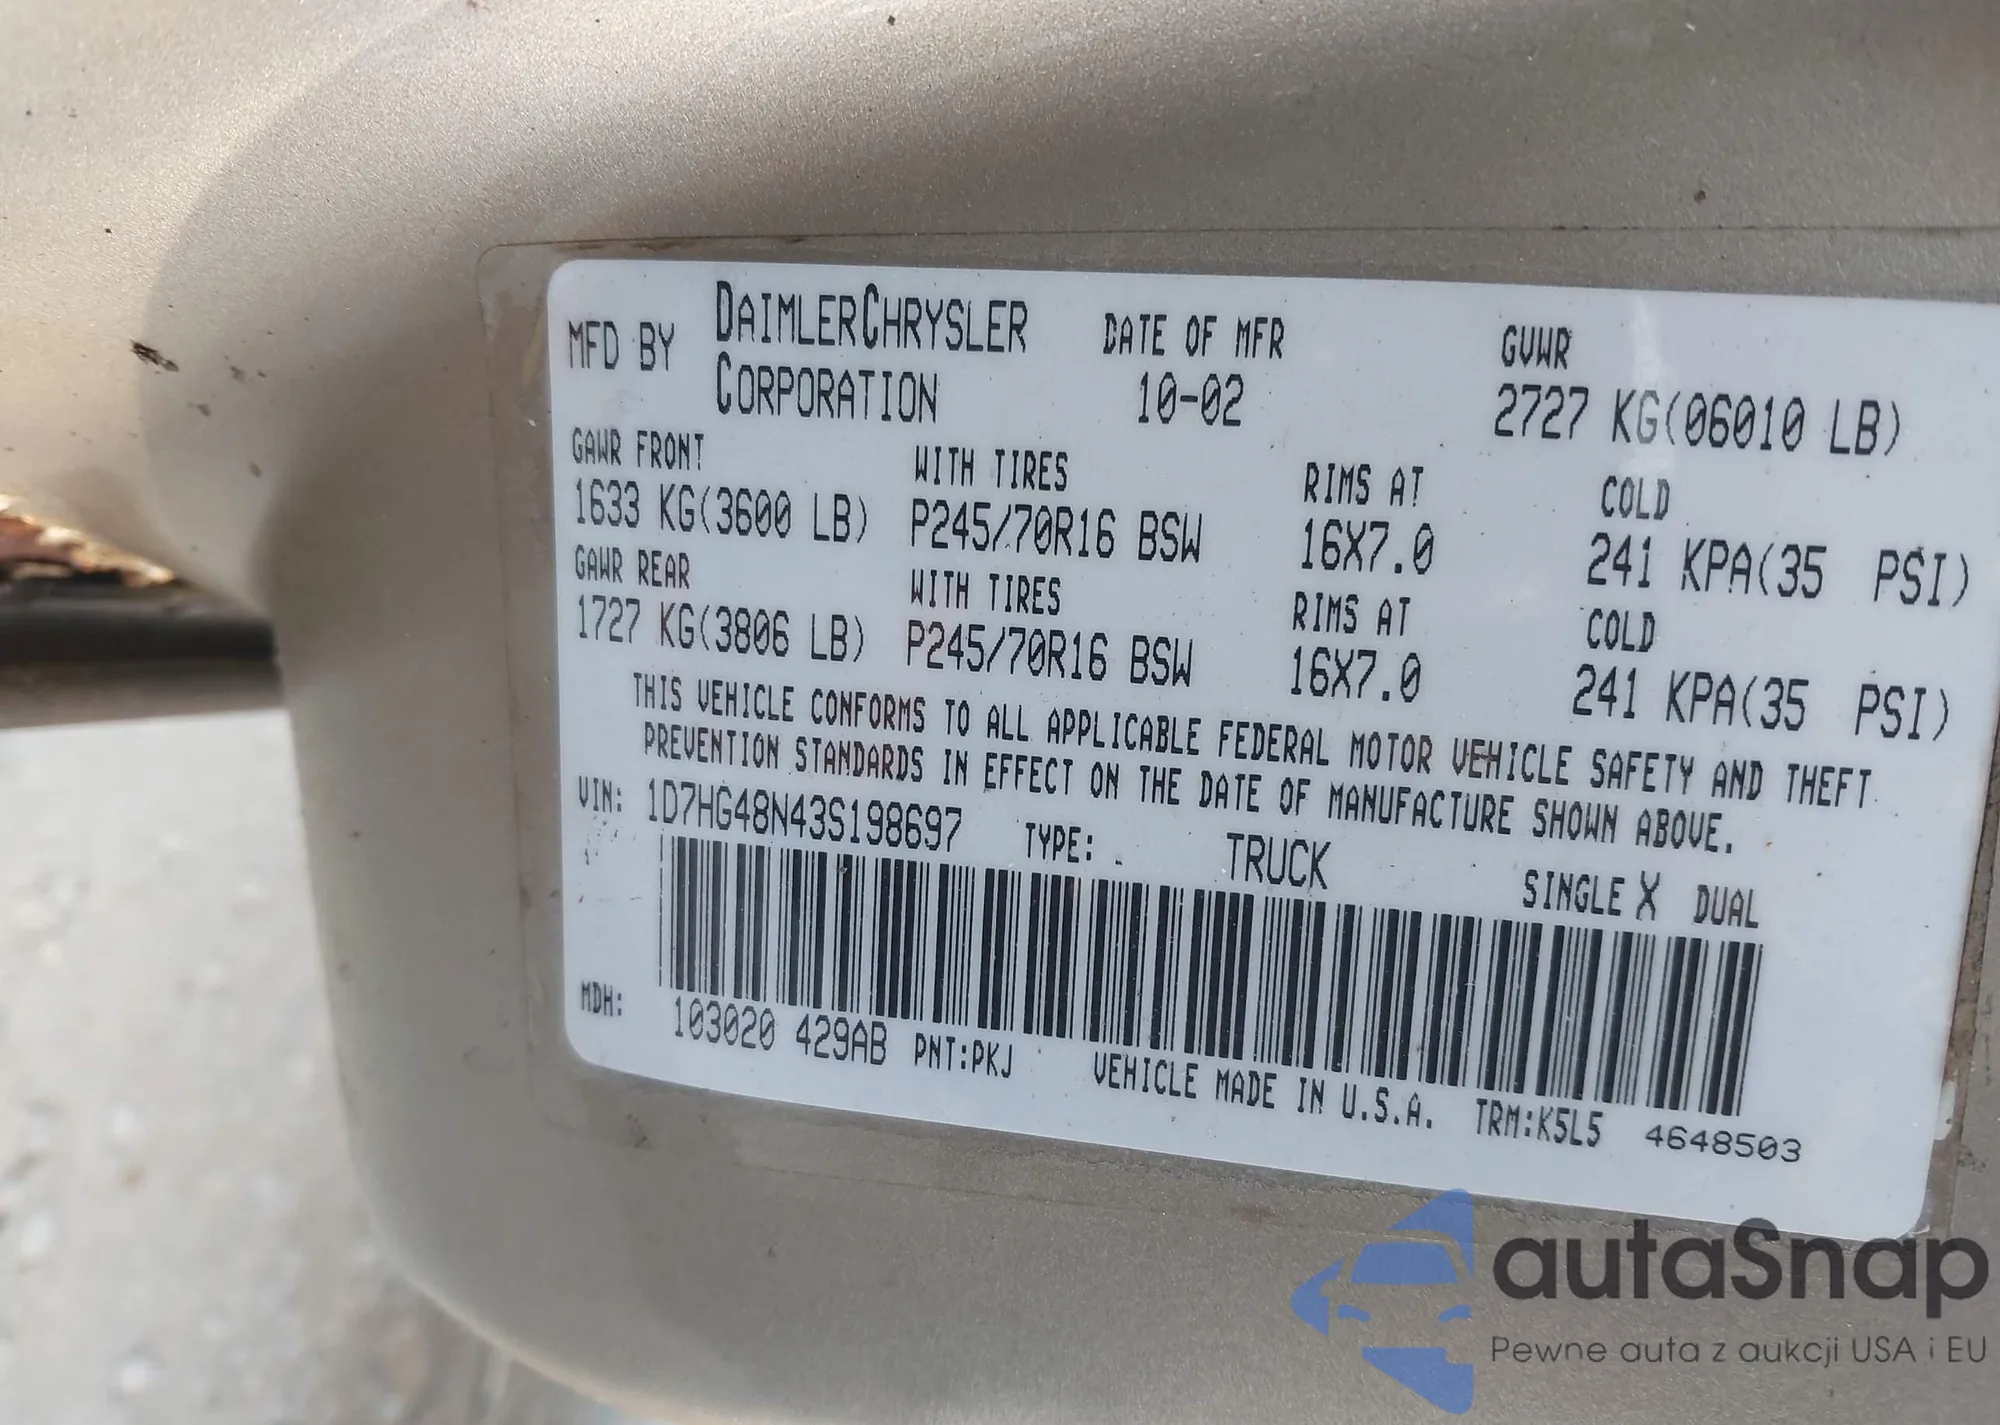 MFD BY DAIMLERCHRYSLER CORPORATION DATE OF MFR 10-02 GVWR 2727 KG(06010 LB)
GAWR FRONT WITH TIRES RIMS AT COLD
1633 KG(3600 LB) P245/70R16 BSW 16X7.0 241 KPA(35 PSI)
GAWR REAR WITH TIRES RIMS AT COLD
1727 KG(3806 LB) P245/70R16 BSW 16X7.0 241 KPA(35 PSI)
THIS VEHICLE CONFORMS TO ALL APPLICABLE FEDERAL MOTOR VEHICLE SAFETY AND THEFT
PREVENTION STANDARDS IN EFFECT ON THE DATE OF MANUFACTURE SHOWN ABOVE.
VIN: 1D7HG48N43S198697 TYPE: TRUCK SINGLE X DUAL
MDH: 103020 429AB PNT:PKJ VEHICLE MADE IN U.S.A. TRM:K5L5 4648503
autaSnap
Pewne auta z aukcji USA i EU